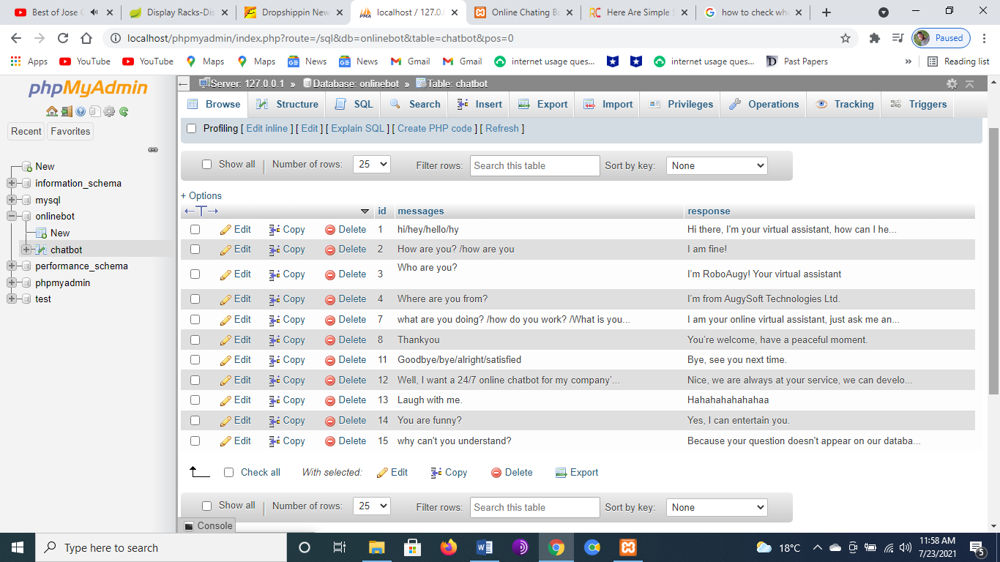 Best of Jose C
Display Racks-Dis
Dropshippin New
localhost / 127.0.0
Online Chating Bo
Here Are Simple S
how to check whe
localhost/phpmyadmin/index.php?route=/sql&db=onlinebot&table=chatbot&pos=0
Paused
Apps
YouTube
YouTube
Maps
Maps
News
News
Gmail
Gmail
internet usage ques...
internet usage ques...
Past Papers
»
Reading list
phpMyAdmin
Recent
Favorites
New
information_schema
mysql
onlinebot
New
chatbot
performance_schema
phpmyadmin
test
Server: 127.0.0.1 » Database: onlinebot » Table: chatbot
Browse
Structure
SQL
Search
Insert
Export
Import
Privileges
Operations
Tracking
Triggers
Profiling [ Edit inline ] [ Edit ] [ Explain SQL ] [ Create PHP code ] [ Refresh ]
Show all
Number of rows: 25
Filter rows: Search this table
Sort by key: None
+ Options
id messages response
Edit Copy Delete 1 hi/hey/hello/hy Hi there, I'm your virtual assistant, how can I he...
Edit Copy Delete 2 How are you? /how are you I am fine!
Edit Copy Delete 3 Who are you? I'm RoboAugy! Your virtual assistant
Edit Copy Delete 4 Where are you from? I'm from AugySoft Technologies Ltd.
Edit Copy Delete 7 what are you doing? /how do you work? /What is you... I am your online virtual assistant, just ask me an...
Edit Copy Delete 8 Thankyou You're welcome, have a peaceful moment.
Edit Copy Delete 11 Goodbye/bye/alright/satisfied Bye, see you next time.
Edit Copy Delete 12 Well, I want a 24/7 online chatbot for my company'... Nice, we are always at your service, we can develo...
Edit Copy Delete 13 Laugh with me. Hahahahahahahaa
Edit Copy Delete 14 You are funny? Yes, I can entertain you.
Edit Copy Delete 15 why can't you understand? Because your question doesn't appear on our databa...
Check all With selected: Edit Copy Delete Export
Show all
Number of rows: 25
Filter rows: Search this table
Sort by key: None
Console
Type here to search
18°C
11:58 AM
7/23/2021
5